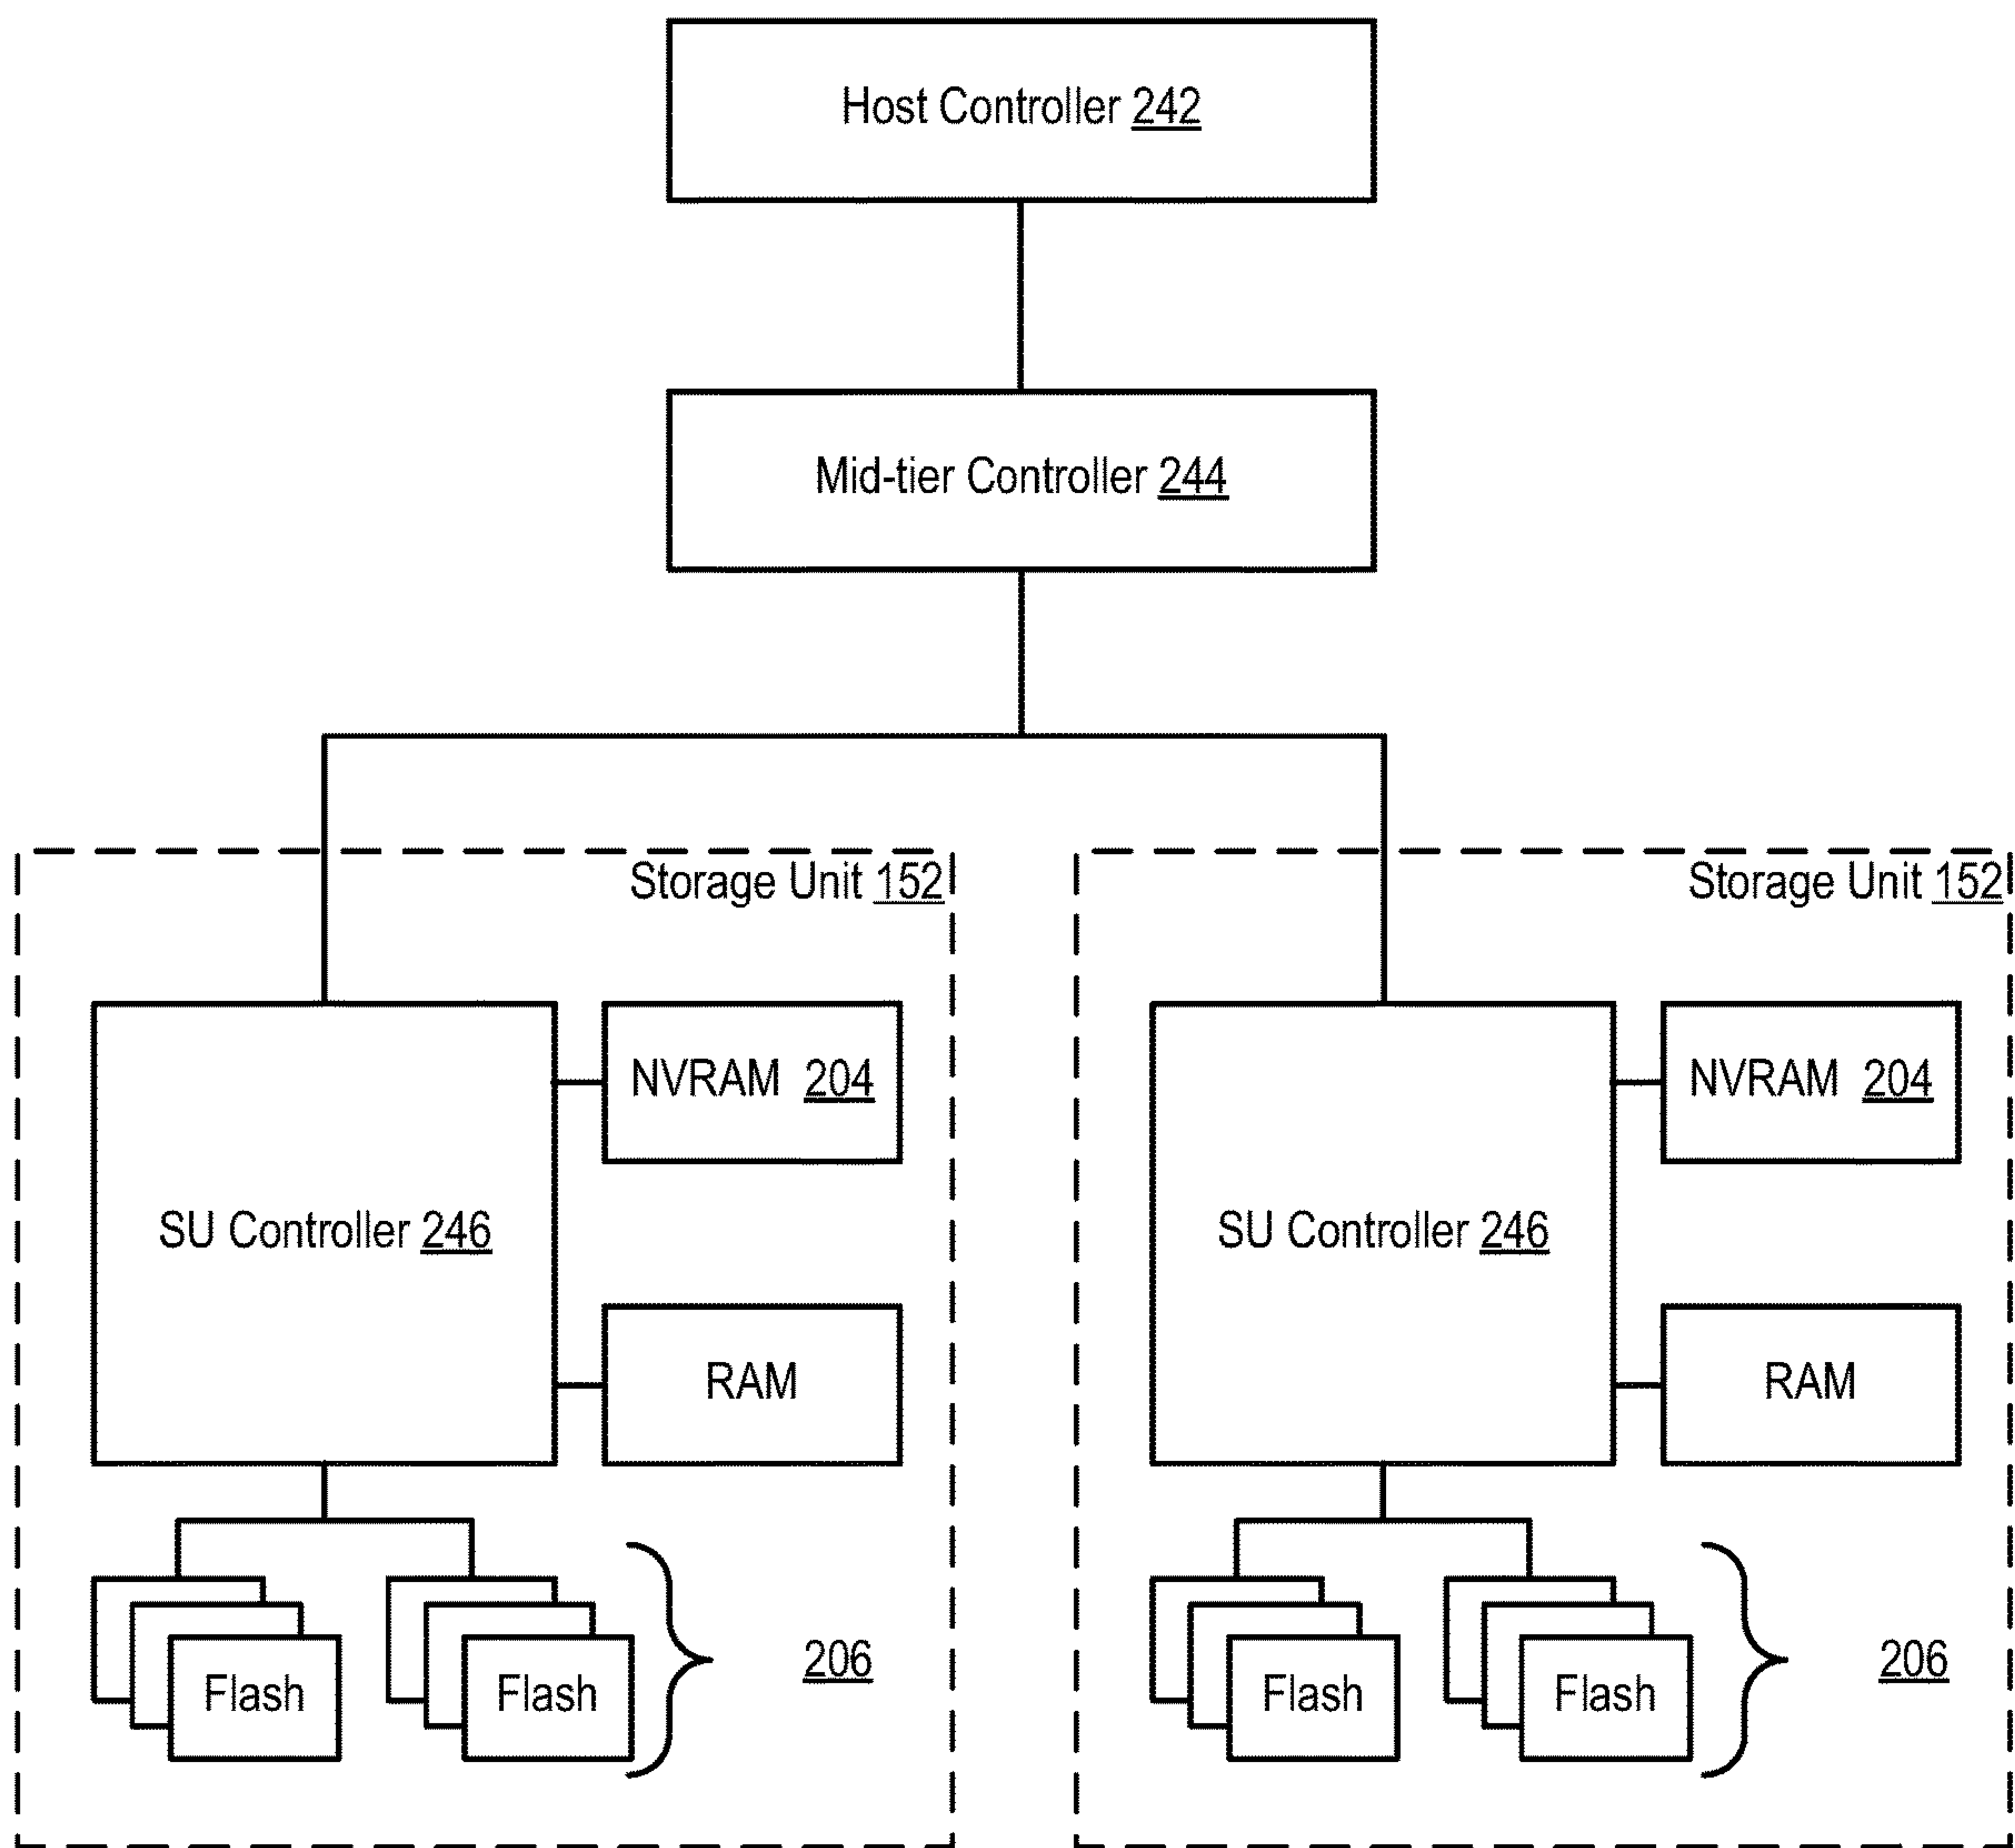 Host Controller 242
Mid-tier Controller 244
Storage Unit 152
NVRAM 204
SU Controller 246
RAM
Flash
Flash
206
Storage Unit 152
NVRAM 204
SU Controller 246
RAM
Flash
Flash
206